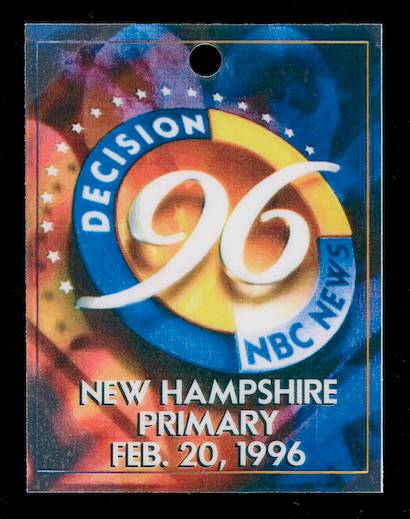 DECISION
96
NBC NEWS
NEW HAMPSHIRE
PRIMARY
FEB. 20, 1996